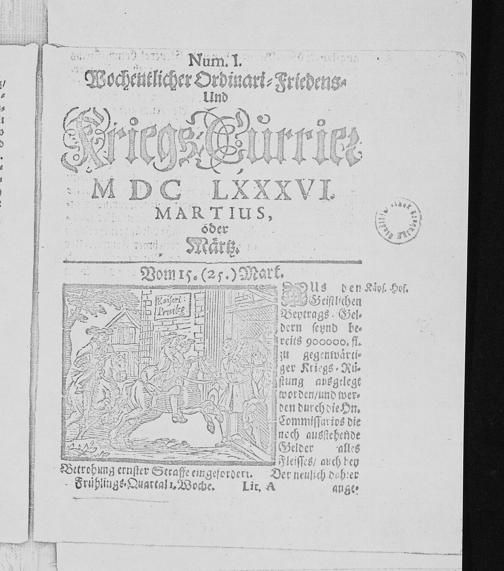 Num. I.
Wochentlicher Ordinari-Friedens-
Und
Kriegs-Currier
MDC LXXXVI.
MARTIUS,
oder
Märtz.
Vom 15. (25.) Mart.
AUs den Käys. Hof.
Geistlichen
Beytrags-Gel-
dern seynd be-
reits 900000. fl.
zu gegenwärti-
ger Kriegs-Rü-
stung ausgelegt
worden/und wer-
den durch die Hn.
Commissarios die
noch ausstehende
Gelder alles
Fleisses/ auch bey
Betrohung ernster Straffe eingefordert. Der neulich daher
Frühlings-Quartal 1. Woche. Lit. A ange-